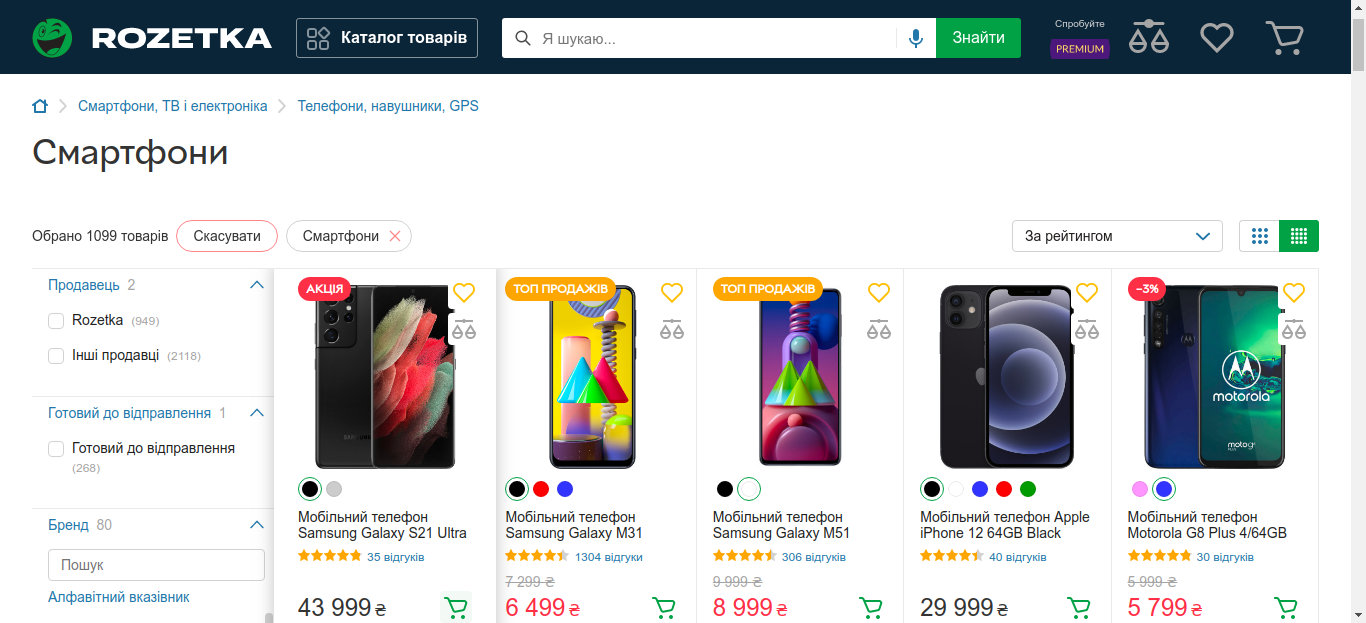 ROZETKA
Каталог товарів
Я шукаю...
Знайти
Спробуйте
PREMIUM
Смартфони, ТВ і електроніка
Телефони, навушники, GPS
Смартфони
Обрано 1099 товарів
Скасувати
Смартфони
За рейтингом
Продавець 2
Rozetka (949)
Інші продавці (2118)
Готовий до відправлення 1
Готовий до відправлення
(268)
Бренд 80
Пошук
Алфавітний вказівник
АКЦІЯ
SAMSUNG
Мобільний телефон
Samsung Galaxy S21 Ultra
35 відгуків
43 999 ₴
ТОП ПРОДАЖІВ
Мобільний телефон
Samsung Galaxy M31
1304 відгуки
7 299 ₴
6 499 ₴
ТОП ПРОДАЖІВ
Мобільний телефон
Samsung Galaxy M51
306 відгуків
9 999 ₴
8 999 ₴
Мобільний телефон Apple
iPhone 12 64GB Black
40 відгуків
29 999 ₴
−3%
motorola
moto g8
Мобільний телефон
Motorola G8 Plus 4/64GB
30 відгуків
5 999 ₴
5 799 ₴